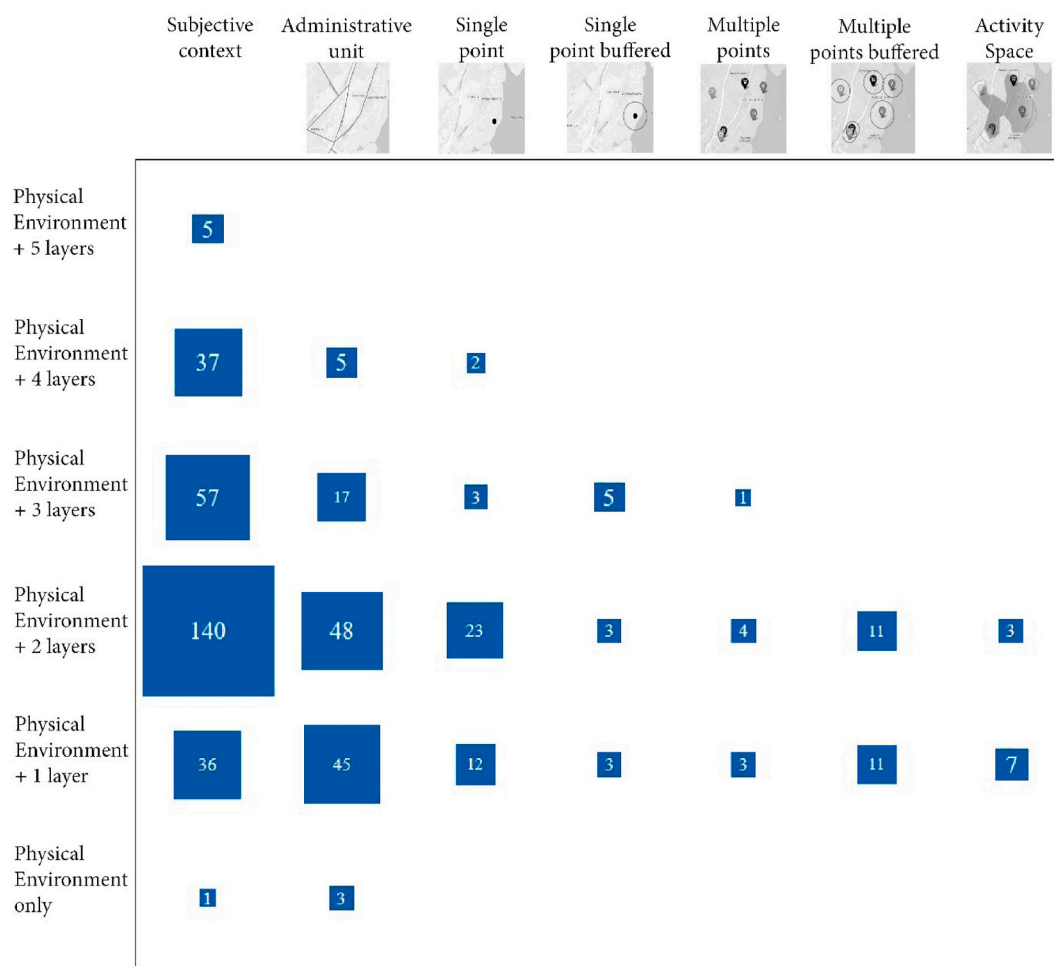 Subjective
context
Administrative
unit
Single
point
Single
point buffered
Multiple
points
Multiple
points buffered
Activity
Space
Physical
Environment
+ 5 layers
5
Physical
Environment
+ 4 layers
37
5
2
Physical
Environment
+ 3 layers
57
17
3
5
1
Physical
Environment
+ 2 layers
140
48
23
3
4
11
3
Physical
Environment
+ 1 layer
36
45
12
3
3
11
7
Physical
Environment
only
1
3